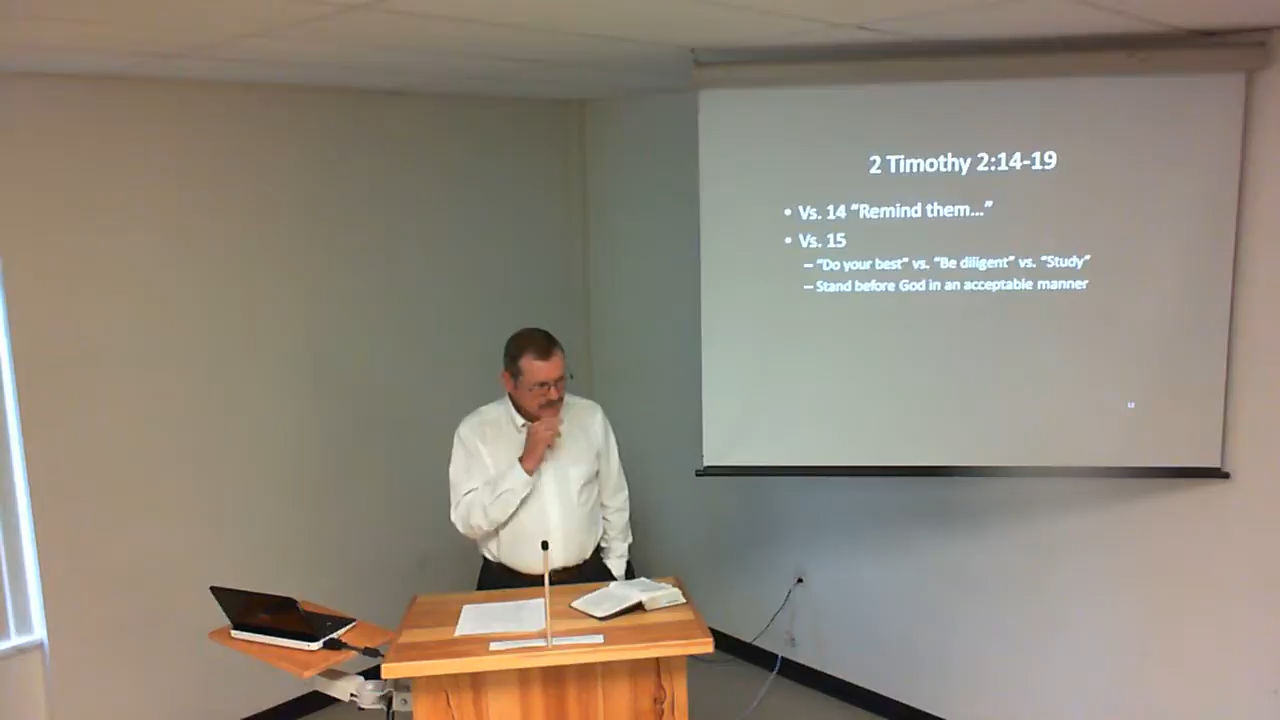 2 Timothy 2:14-19
• Vs. 14 “Remind them…”
• Vs. 15
– “Do your best” vs. “Be diligent” vs. “Study”
– Stand before God in an acceptable manner